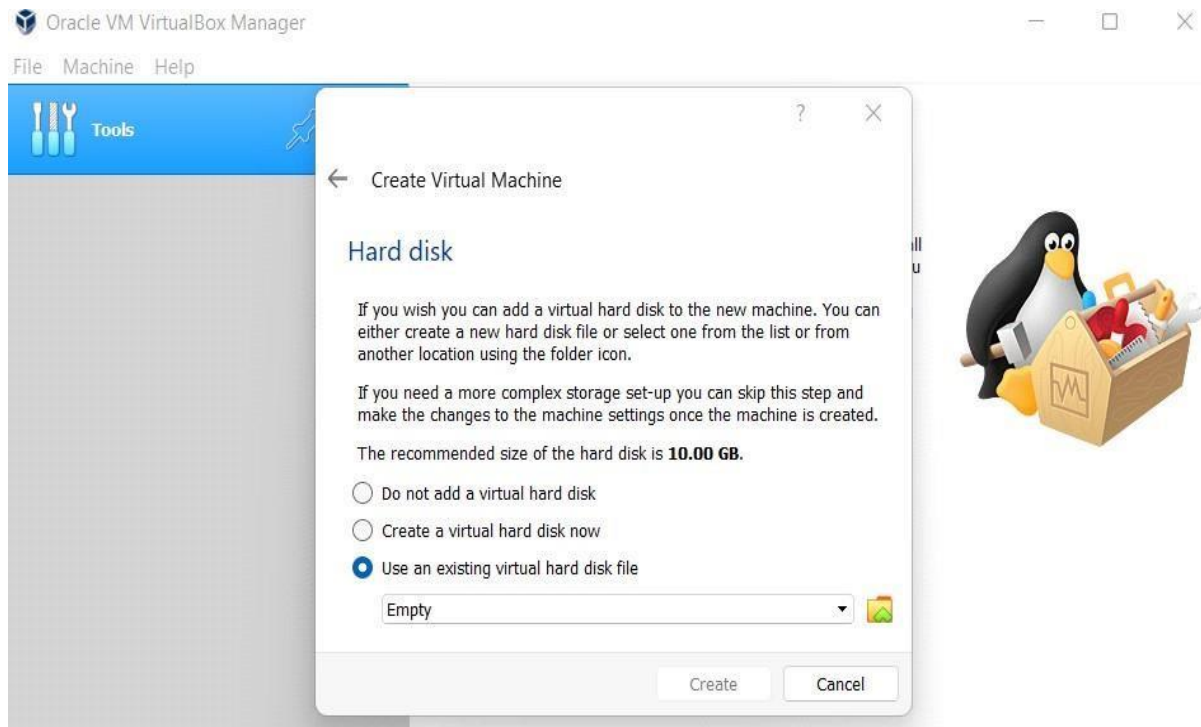 Oracle VM VirtualBox Manager
File Machine Help
Tools
?
Create Virtual Machine
Hard disk
ll
u
If you wish you can add a virtual hard disk to the new machine. You can
either create a new hard disk file or select one from the list or from
another location using the folder icon.
If you need a more complex storage set-up you can skip this step and
make the changes to the machine settings once the machine is created.
The recommended size of the hard disk is 10.00 GB.
Do not add a virtual hard disk
Create a virtual hard disk now
Use an existing virtual hard disk file
Empty
Create Cancel